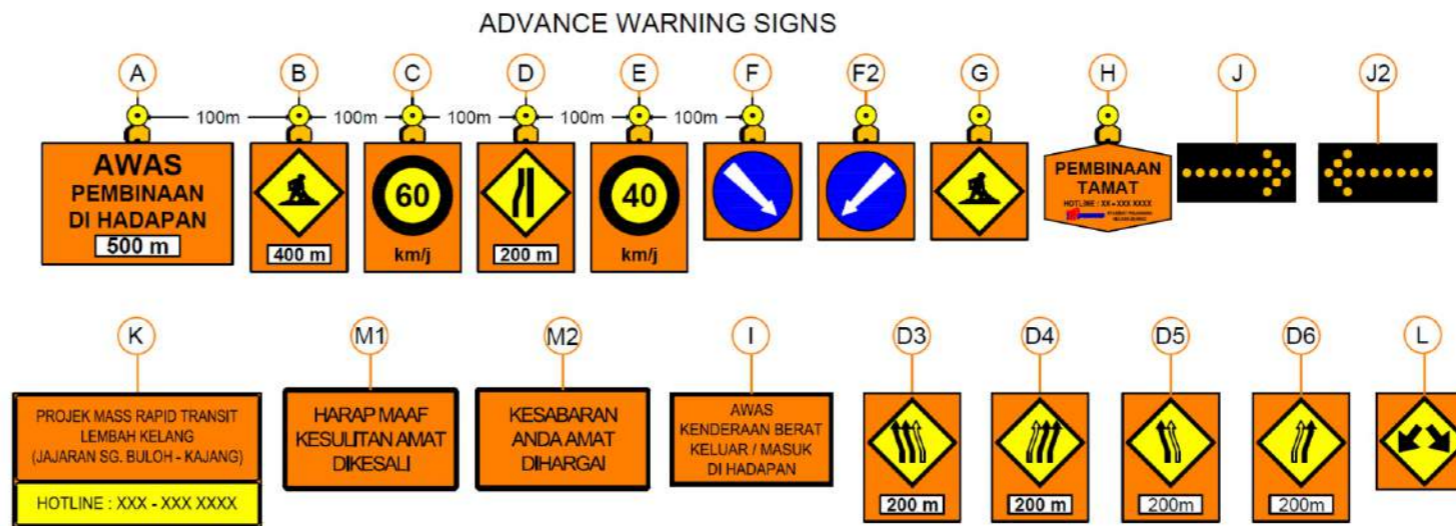 ADVANCE WARNING SIGNS
A B C D E F F2 G H J J2
100m 100m 100m 100m 100m
AWAS
PEMBINAAN
DI HADAPAN
500 m
400 m
60
km/j
200 m
40
km/j
PEMBINAAN
TAMAT
HOTLINE : XX - XXX XXXX
K M1 M2 I D3 D4 D5 D6 L
PROJEK MASS RAPID TRANSIT
LEMBAH KELANG
(JAJARAN SG. BULOH - KAJANG)
HOTLINE : XXX - XXX XXXX
HARAP MAAF
KESULITAN AMAT
DIKESALI
KESABARAN
ANDA AMAT
DIHARGAI
AWAS
KENDERAAN BERAT
KELUAR / MASUK
DI HADAPAN
200 m
200 m
200m
200m